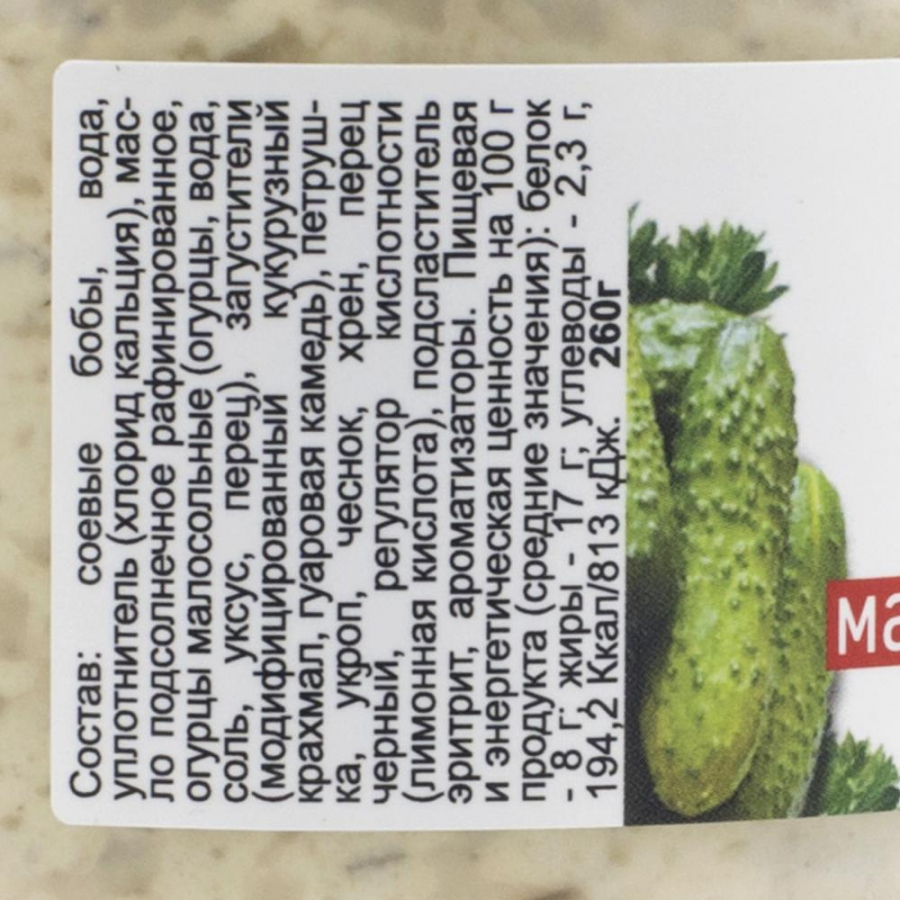 Состав: соевые бобы, вода,
уплотнитель (хлорид кальция), мас-
ло подсолнечное рафинированное,
огурцы малосольные (огурцы, вода,
соль, уксус, перец), загустители
(модифицированный кукурузный
крахмал, гуаровая камедь), петруш-
ка, укроп, чеснок, хрен, перец
черный, регулятор кислотности
(лимонная кислота), подсластитель
эритрит, ароматизаторы. Пищевая
и энергетическая ценность на 100 г
продукта (средние значения): белок
- 8 г; жиры - 17 г; углеводы - 2,3 г,
194,2 Ккал/813 кДж. 260г
ма